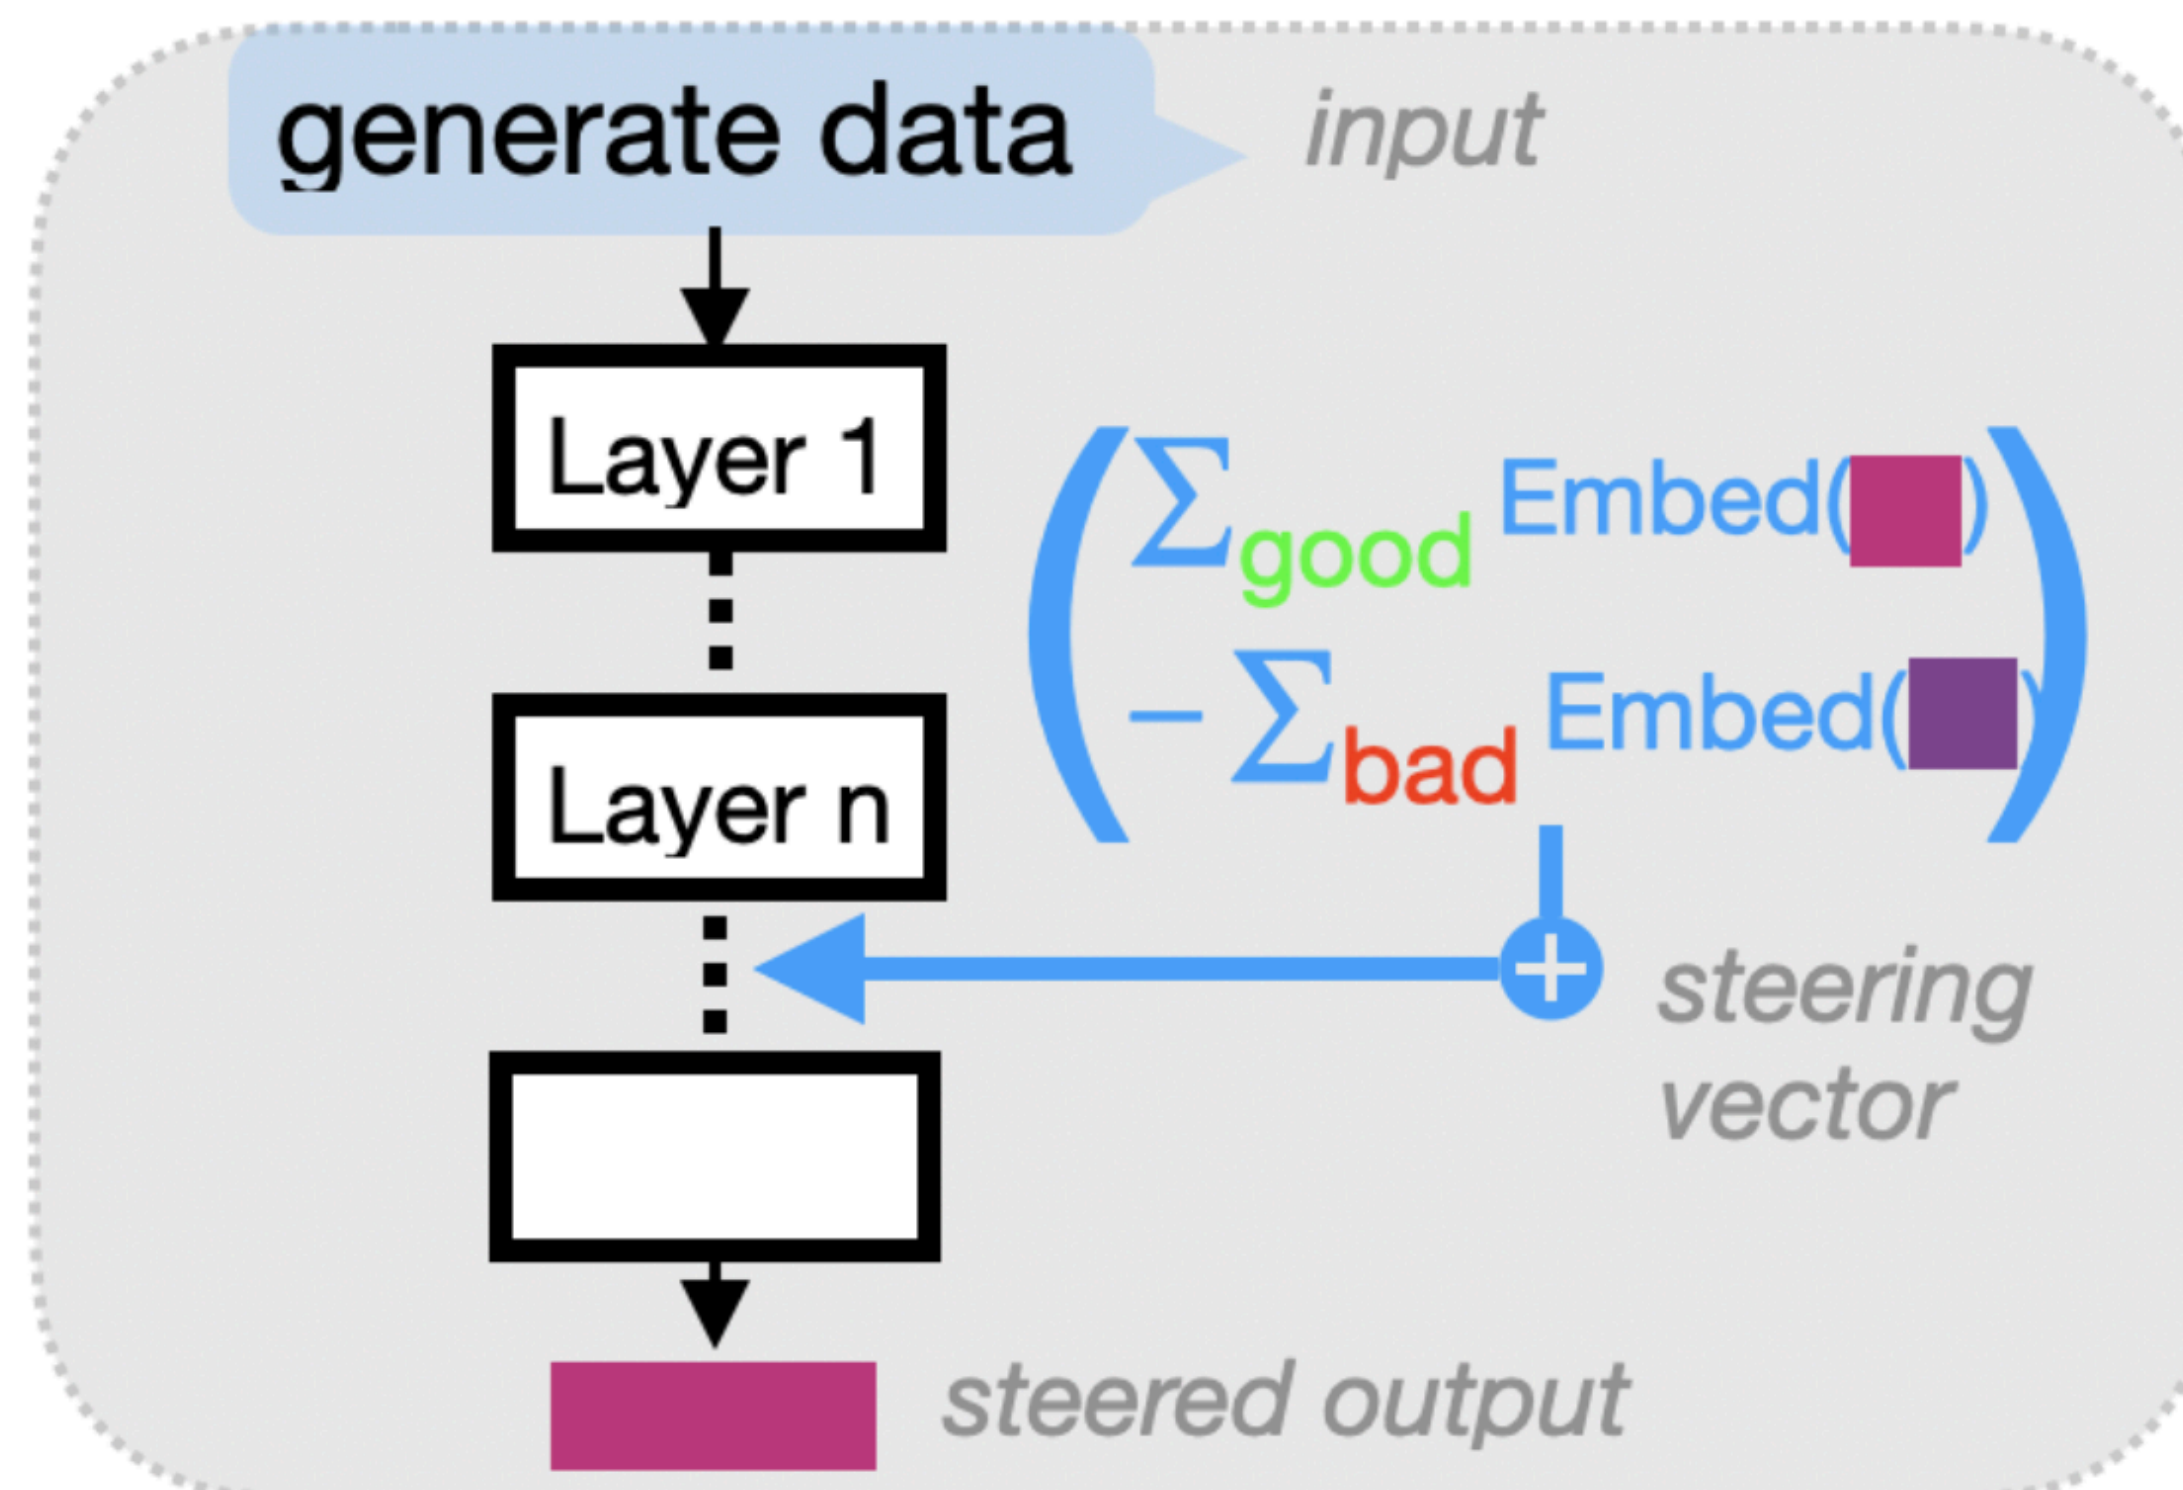 generate data
input
Layer 1
(Σgood Embed( )
Layer n
−Σbad Embed( ))
+
steering
vector
steered output